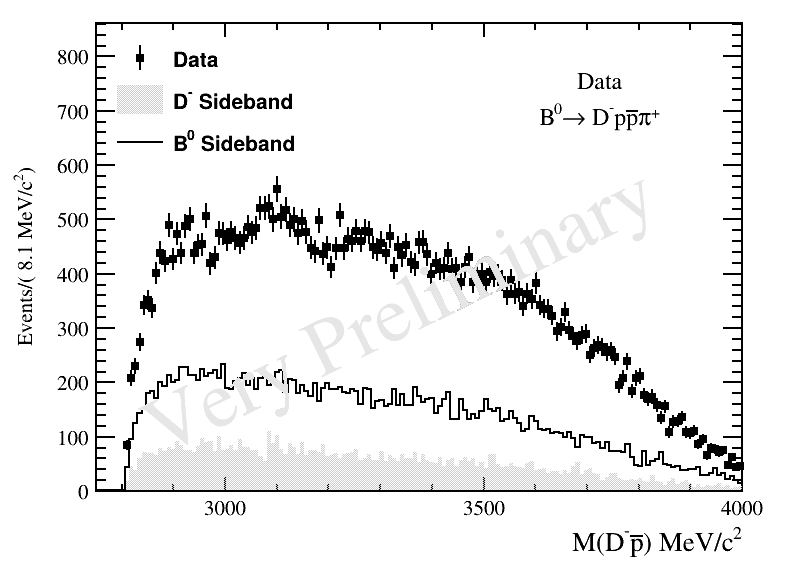 800
700
600
500
400
300
200
100
0
Events/( 8.1 MeV/c²)
Data
D⁻ Sideband
B⁰ Sideband
Data
B⁰→ D⁻pp̅π⁺
Very Preliminary
3000 3500 4000
M(D⁻p̅) MeV/c²